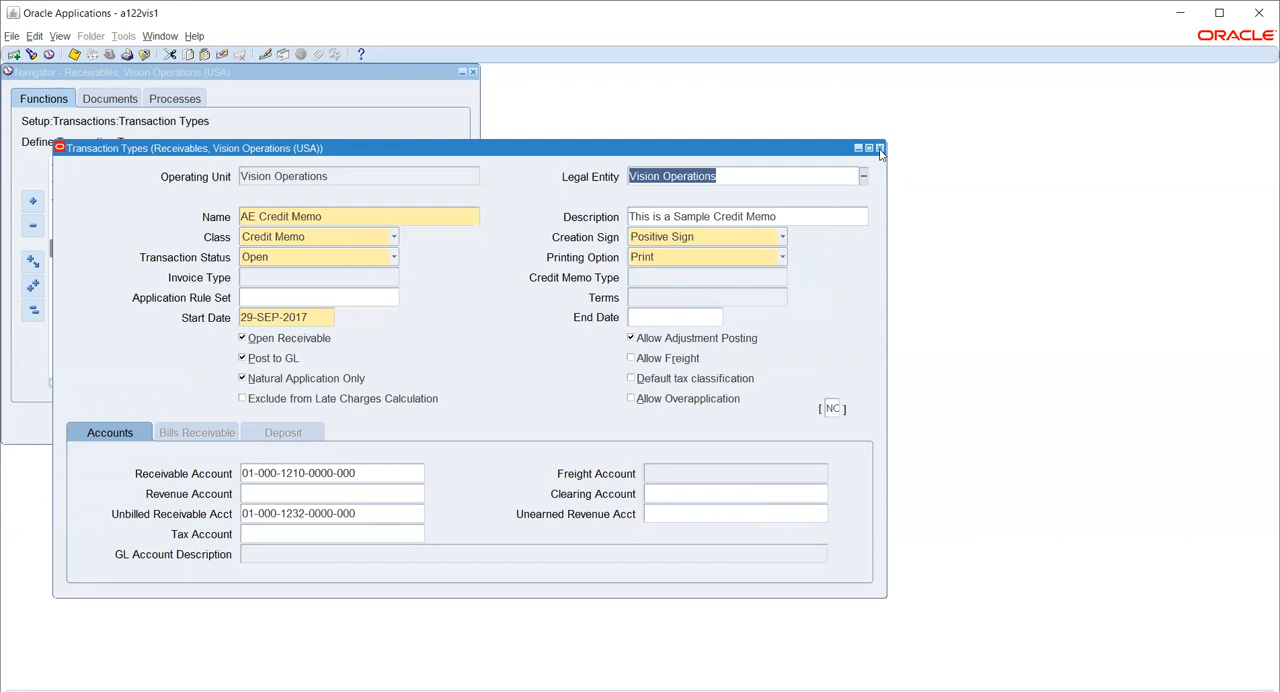 Oracle Applications - a122vis1
File Edit View Folder Tools Window Help
ORACLE
Navigator - Receivables, Vision Operations (USA)
Functions Documents Processes
Setup:Transactions:Transaction Types
Transaction Types (Receivables, Vision Operations (USA))
Operating Unit Vision Operations Legal Entity Vision Operations
Name AE Credit Memo Description This is a Sample Credit Memo
Class Credit Memo Creation Sign Positive Sign
Transaction Status Open Printing Option Print
Invoice Type Credit Memo Type
Application Rule Set Terms
Start Date 29-SEP-2017 End Date
Open Receivable Allow Adjustment Posting
Post to GL Allow Freight
Natural Application Only Default tax classification
Exclude from Late Charges Calculation Allow Overapplication
[ NC ]
Accounts Bills Receivable Deposit
Receivable Account 01-000-1210-0000-000 Freight Account
Revenue Account Clearing Account
Unbilled Receivable Acct 01-000-1232-0000-000 Unearned Revenue Acct
Tax Account
GL Account Description